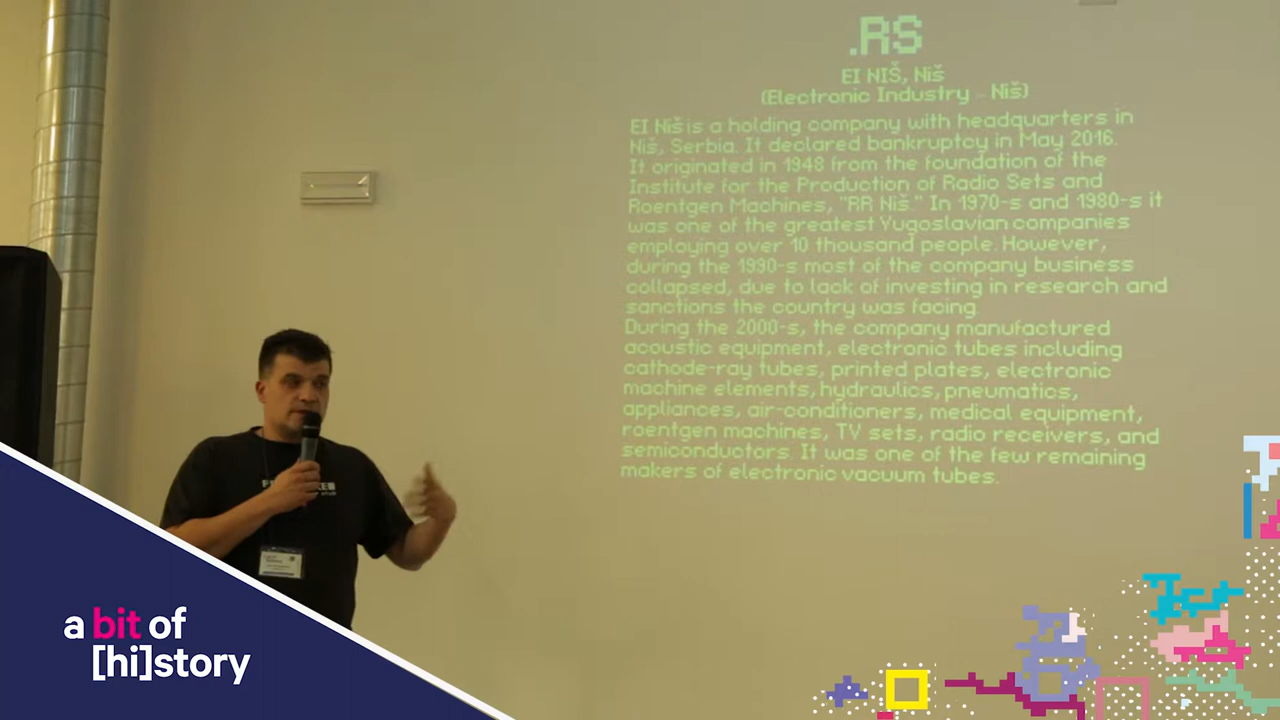 .RS
EI NIŠ, Niš
(Electronic Industry - Niš)
EI Niš is a holding company with headquarters in
Niš, Serbia. It declared bankruptcy in May 2016.
It originated in 1948 from the foundation of the
Institute for the Production of Radio Sets and
Roentgen Machines, "RR Niš." In 1970-s and 1980-s it
was one of the greatest Yugoslavian companies
employing over 10 thousand people. However,
during the 1990-s most of the company business
collapsed, due to lack of investing in research and
sanctions the country was facing.
During the 2000-s, the company manufactured
acoustic equipment, electronic tubes including
cathode-ray tubes, printed plates, electronic
machine elements, hydraulics, pneumatics,
appliances, air-conditioners, medical equipment,
roentgen machines, TV sets, radio receivers, and
semiconductors. It was one of the few remaining
makers of electronic vacuum tubes.
a bit of
[hi]story